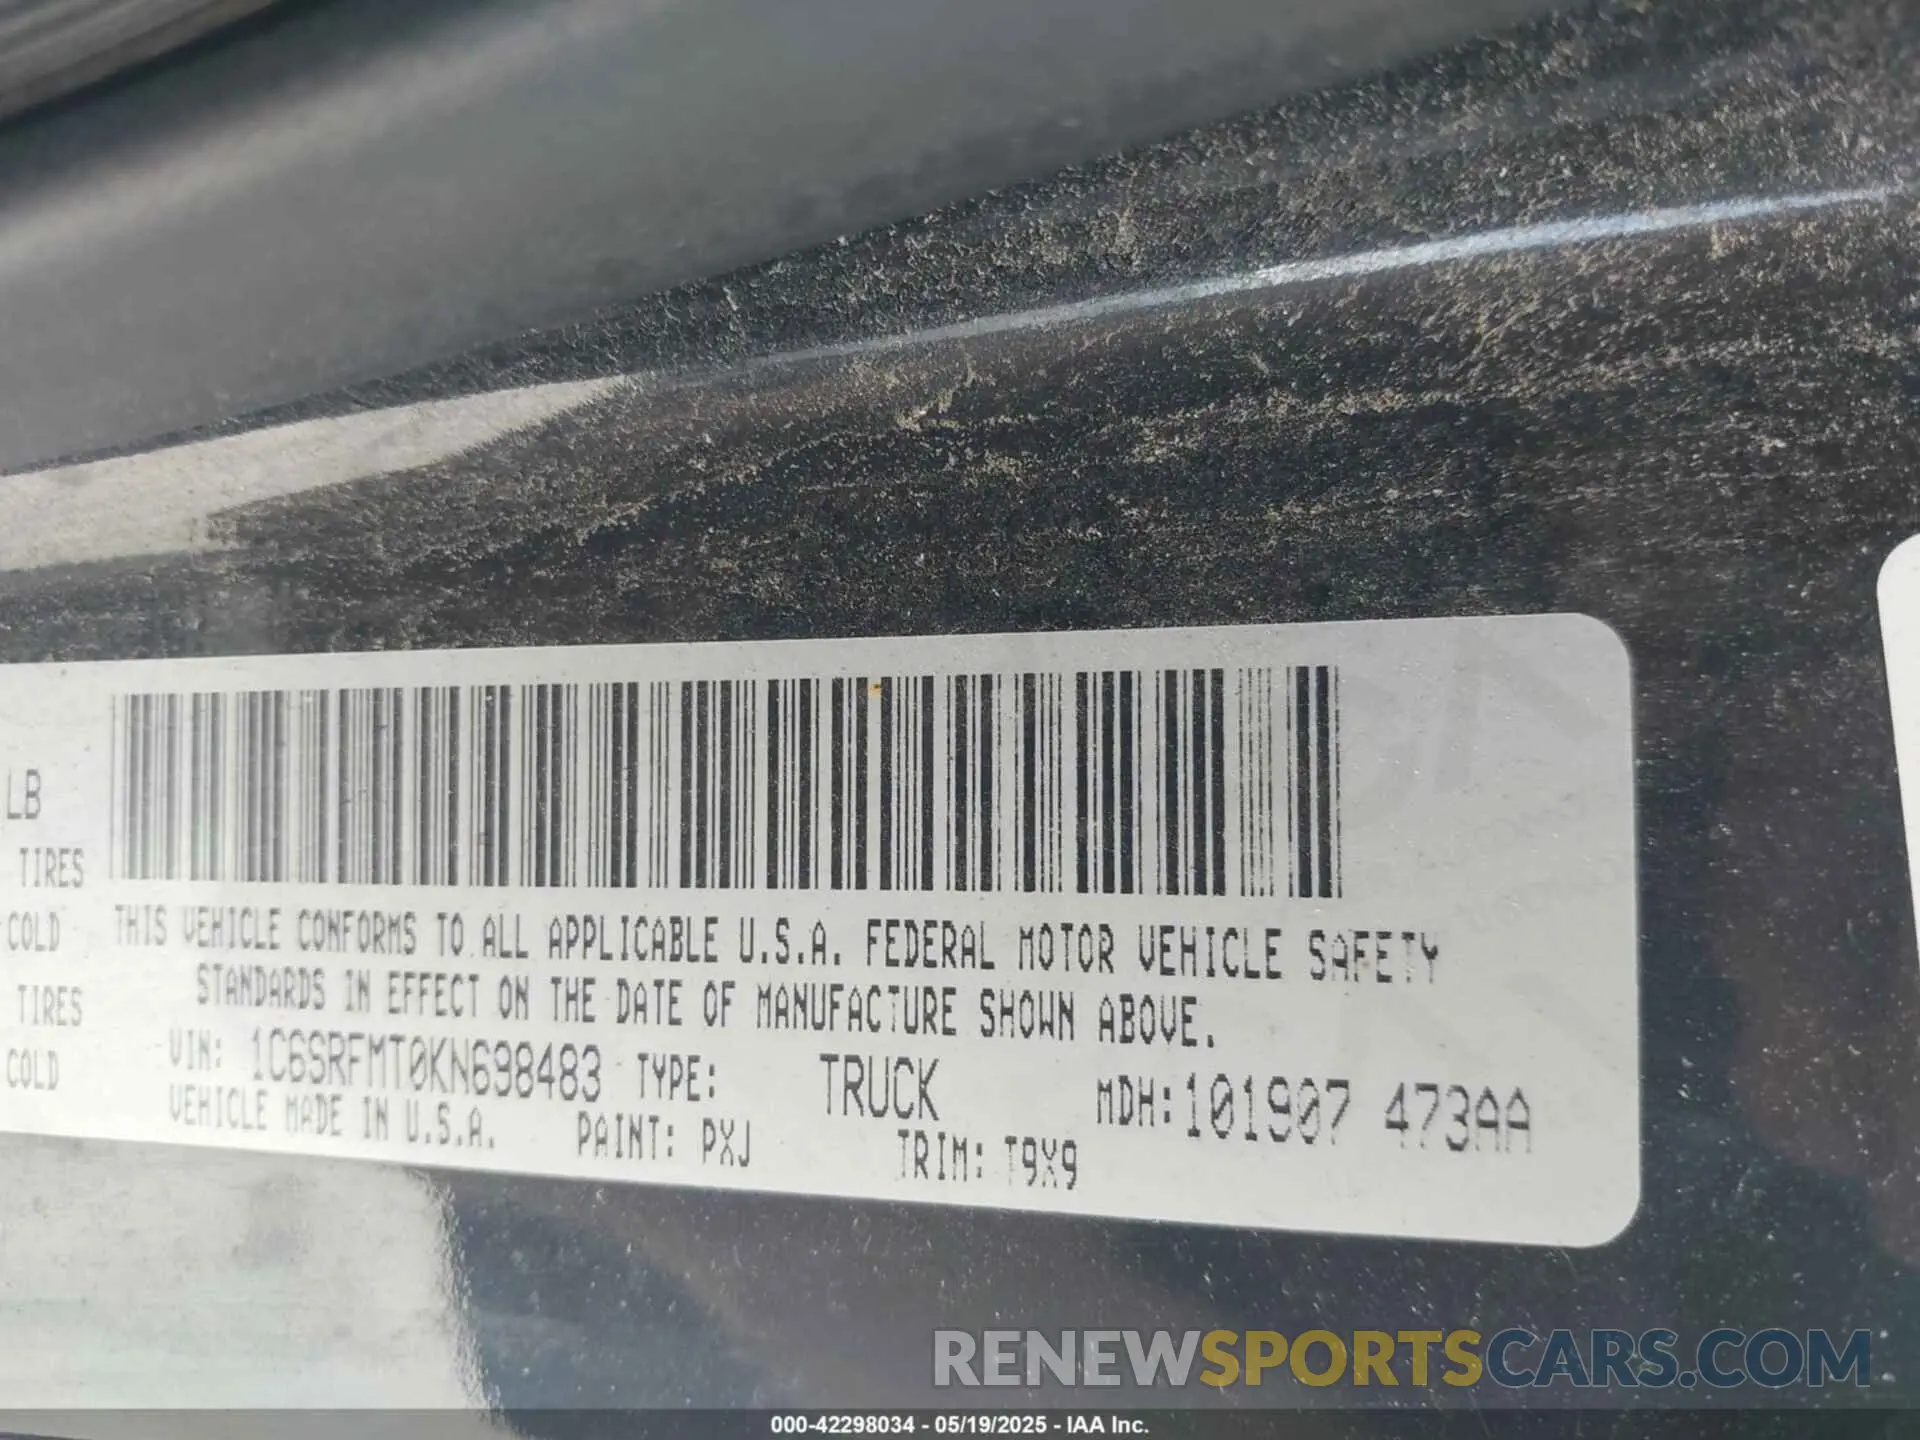 LB
TIRES
COLD
TIRES
COLD
THIS VEHICLE CONFORMS TO ALL APPLICABLE U.S.A. FEDERAL MOTOR VEHICLE SAFETY
STANDARDS IN EFFECT ON THE DATE OF MANUFACTURE SHOWN ABOVE.
VIN: 1C6SRFMT0KN698483 TYPE: TRUCK MDH:101907 473AA
VEHICLE MADE IN U.S.A. PAINT: PXJ TRIM: T9X9
RENEWSPORTSCARS.COM
000-42298034 - 05/19/2025 - IAA Inc.